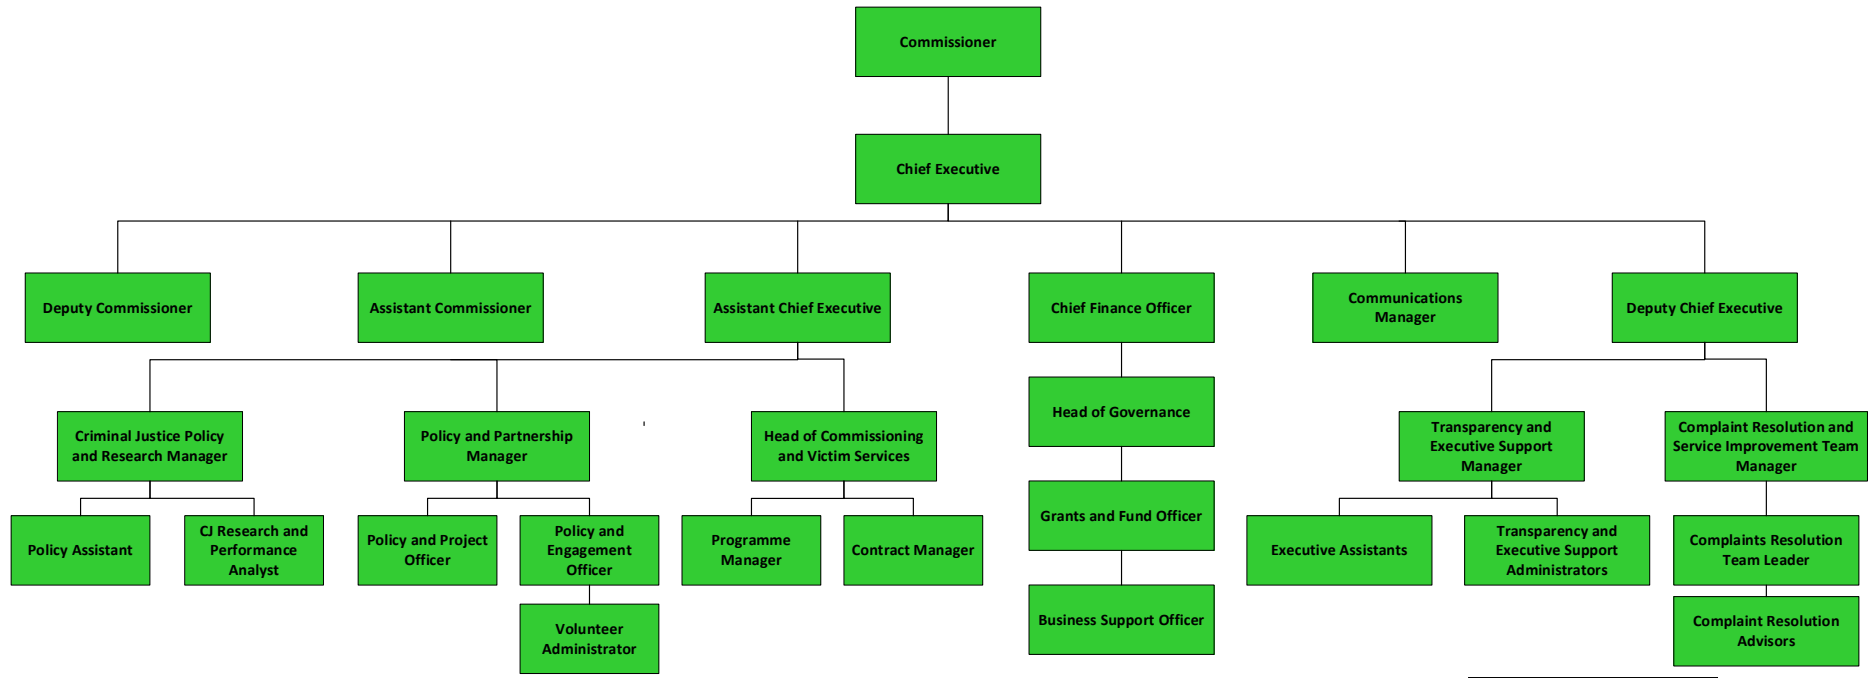 Commissioner
Chief Executive
Deputy Commissioner
Assistant Commissioner
Assistant Chief Executive
Chief Finance Officer
Communications
Manager
Deputy Chief Executive
Head of Governance
Criminal Justice Policy
and Research Manager
Policy and Partnership
Manager
Head of Commissioning
and Victim Services
Transparency and
Executive Support
Manager
Complaint Resolution and
Service Improvement Team
Manager
Grants and Fund Officer
Policy Assistant
CJ Research and
Performance
Analyst
Policy and Project
Officer
Policy and
Engagement
Officer
Programme
Manager
Contract Manager
Executive Assistants
Transparency and
Executive Support
Administrators
Complaints Resolution
Team Leader
Business Support Officer
Volunteer
Administrator
Complaint Resolution
Advisors